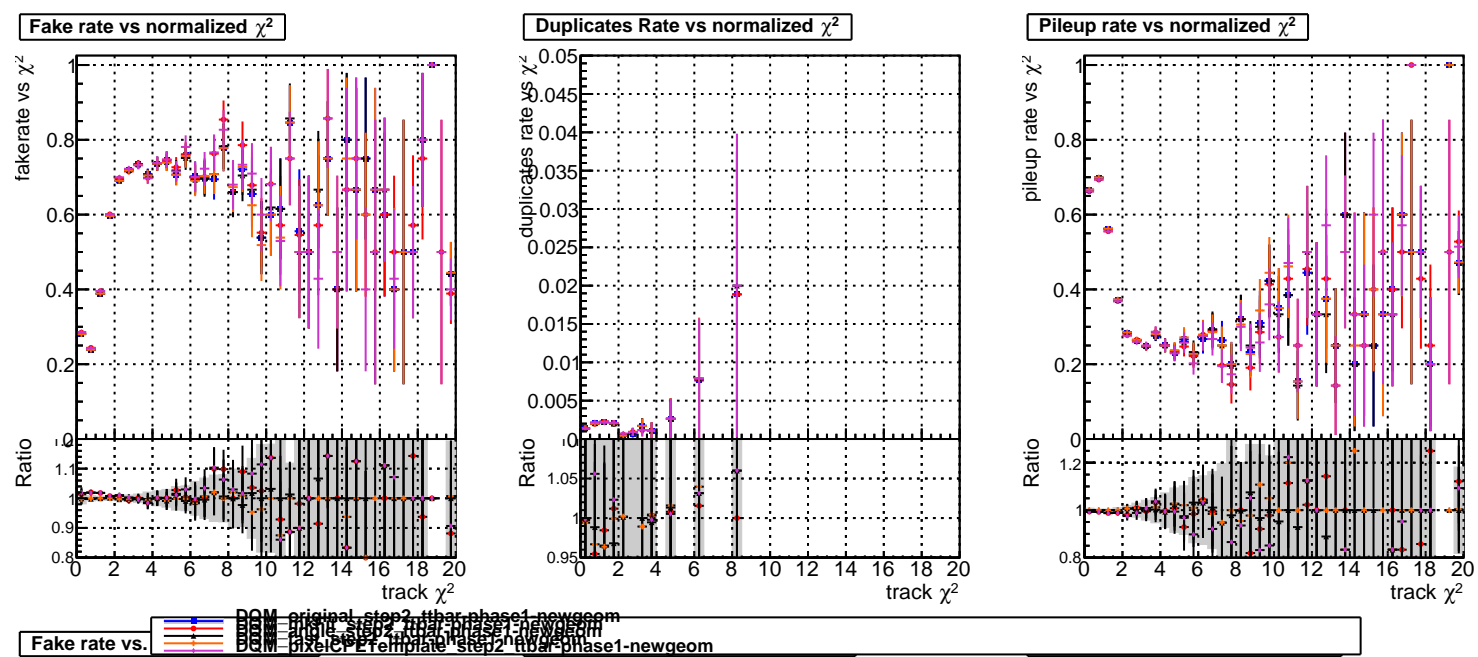 Fake rate vs normalized χ²
Duplicates Rate vs normalized χ²
Pileup rate vs normalized χ²
fakerate vs χ²
1
0.8
0.6
0.4
0.2
0
Ratio
1.1
1
0.9
0.8
0 2 4 6 8 10 12 14 16 18 20
track χ²
duplicates rate vs χ²
0.05
0.045
0.04
0.035
0.03
0.025
0.02
0.015
0.01
0.005
0
Ratio
1.05
1
0.95
0 2 4 6 8 10 12 14 16 18 20
track χ²
pileup rate vs χ²
1
0.8
0.6
0.4
0.2
0
Ratio
1.2
1
0.8
0 2 4 6 8 10 12 14 16 18 20
track χ²
Fake rate vs.
DQM_original_step2_ttbar-phase1-newgeom
DQM_angle_step2_ttbar-phase1-newgeom
DQM_pixelCPETemplate_step2_ttbar-phase1-newgeom